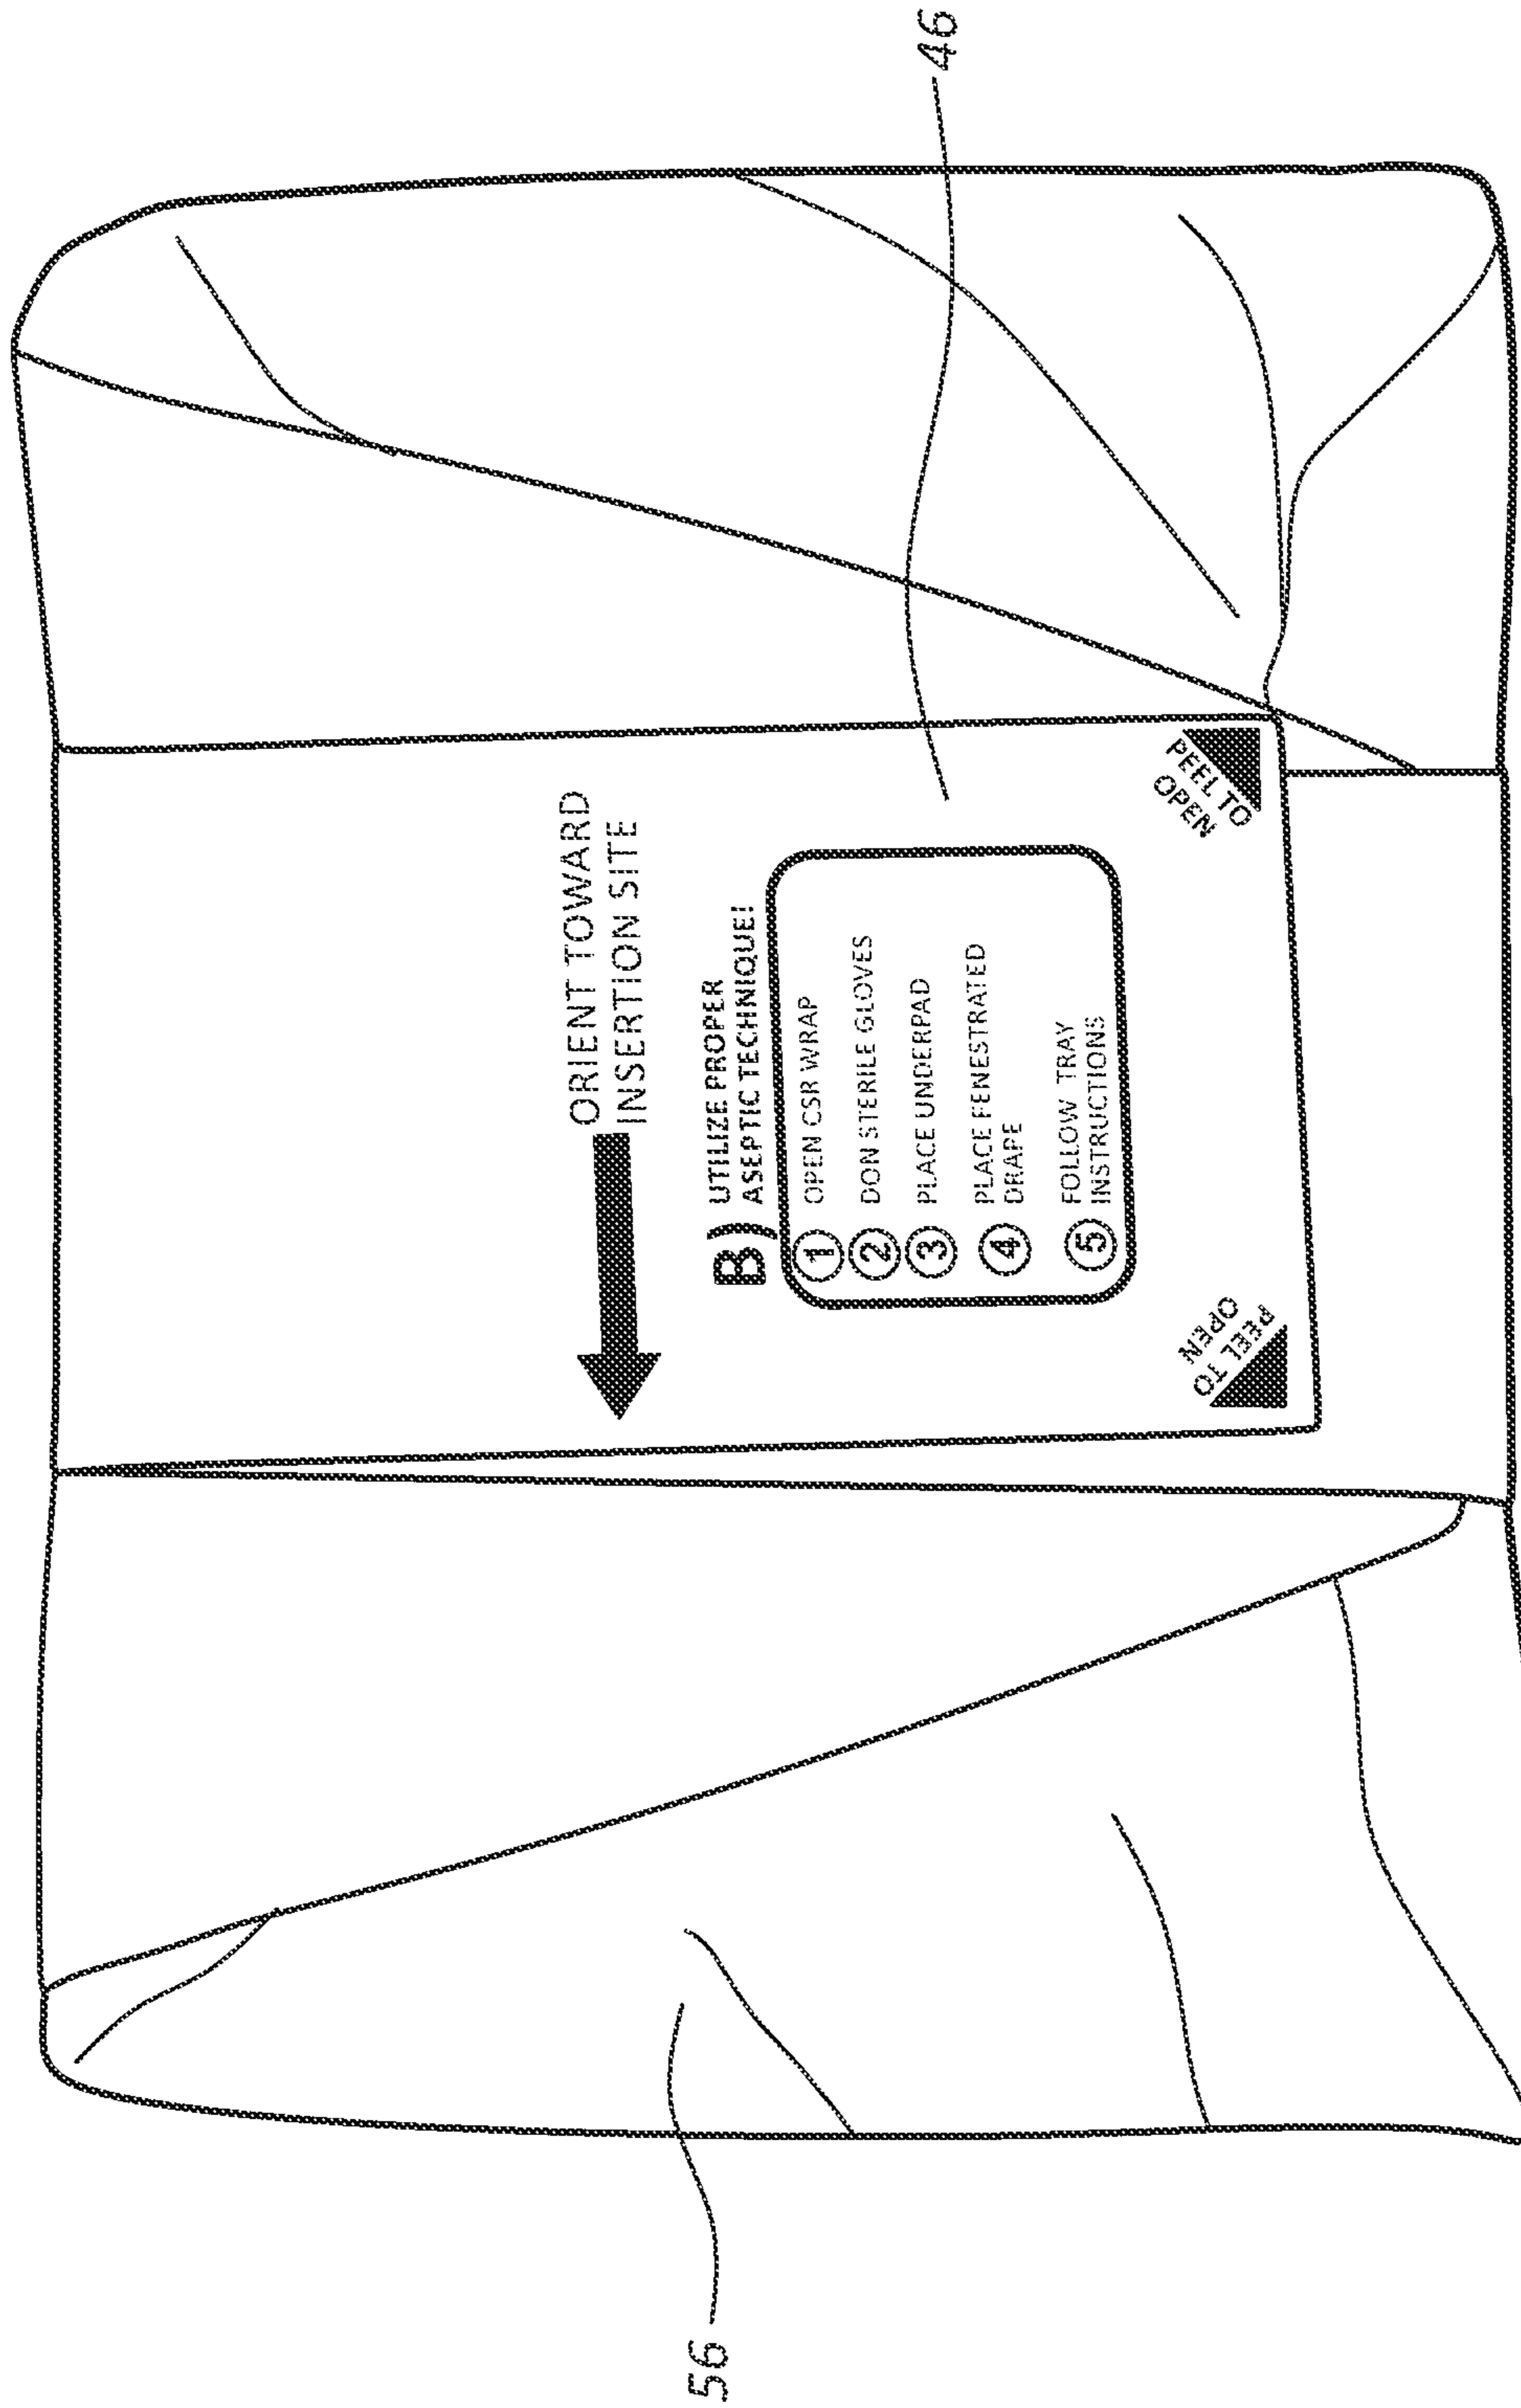 46
ORIENT TOWARD
INSERTION SITE
B) UTILIZE PROPER
ASEPTIC TECHNIQUE!
1 OPEN CSR WRAP
2 DON STERILE GLOVES
3 PLACE UNDERPAD
4 PLACE FENESTRATED
DRAPE
5 FOLLOW TRAY
INSTRUCTIONS
PEEL TO
OPEN
PEEL TO
OPEN
56